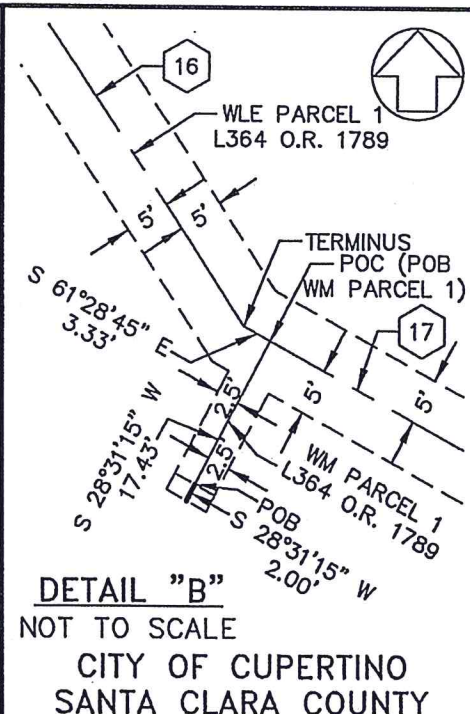 16
WLE PARCEL 1
L364 O.R. 1789
5'
5'
TERMINUS
POC (POB
WM PARCEL 1)
S 61°28'45"
E
3.33'
17
5'
5'
2.5'
2.5'
S 28°31'15" W
17.43'
WM PARCEL 1
L364 O.R. 1789
POB
S 28°31'15" W
2.00'
DETAIL "B"
NOT TO SCALE
CITY OF CUPERTINO
SANTA CLARA COUNTY